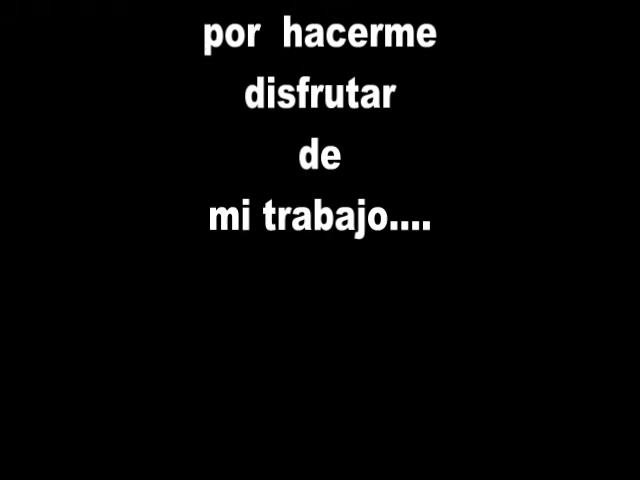 por hacerme
disfrutar
de
mi trabajo....